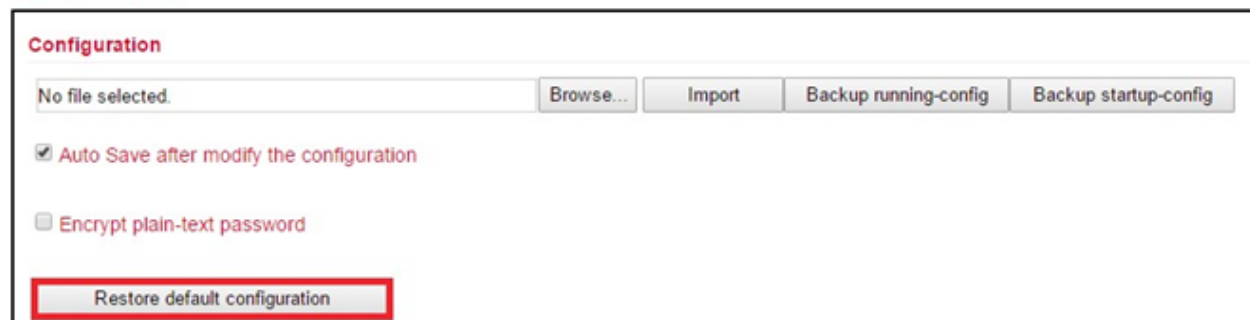 Configuration
No file selected. Browse... Import Backup running-config Backup startup-config
Auto Save after modify the configuration
Encrypt plain-text password
Restore default configuration